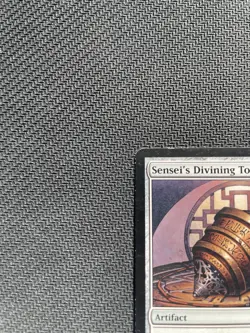 Sensei's Divining To
Artifact